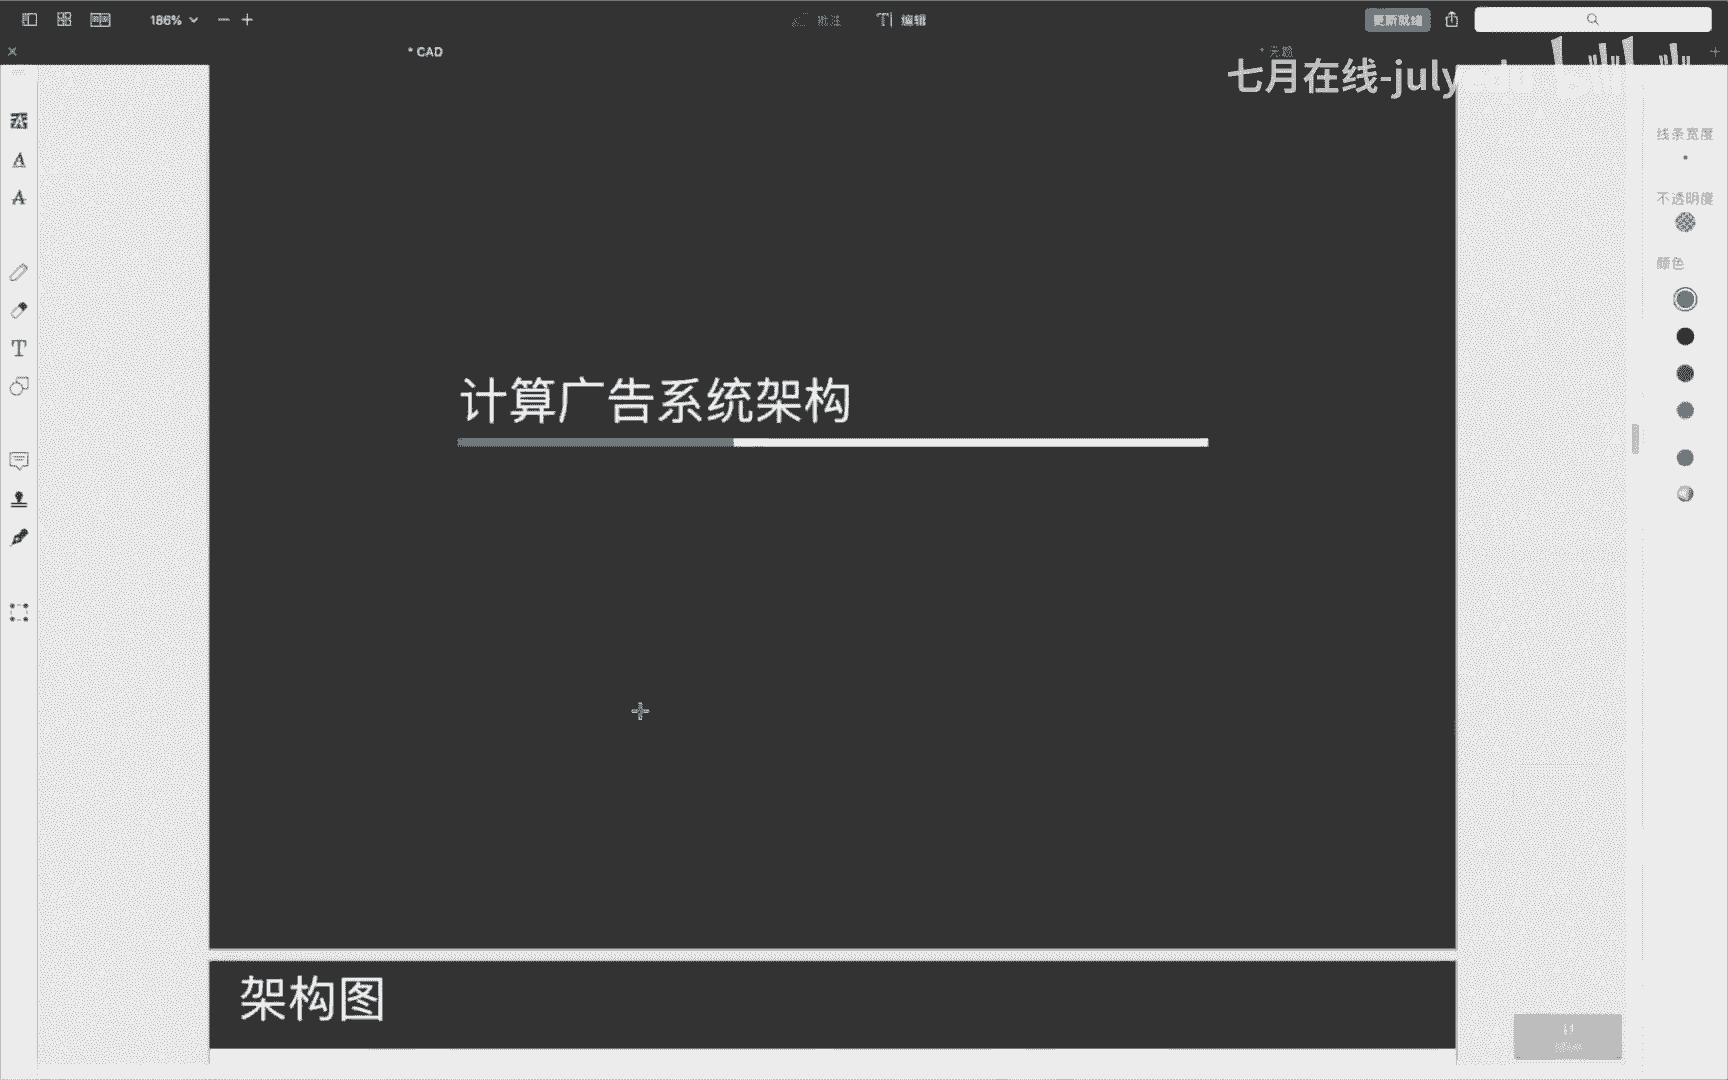 186%
批注
编辑
更新就绪
* CAD
* 无题
七月在线-july
线条宽度
不透明度
颜色
计算广告系统架构
架构图